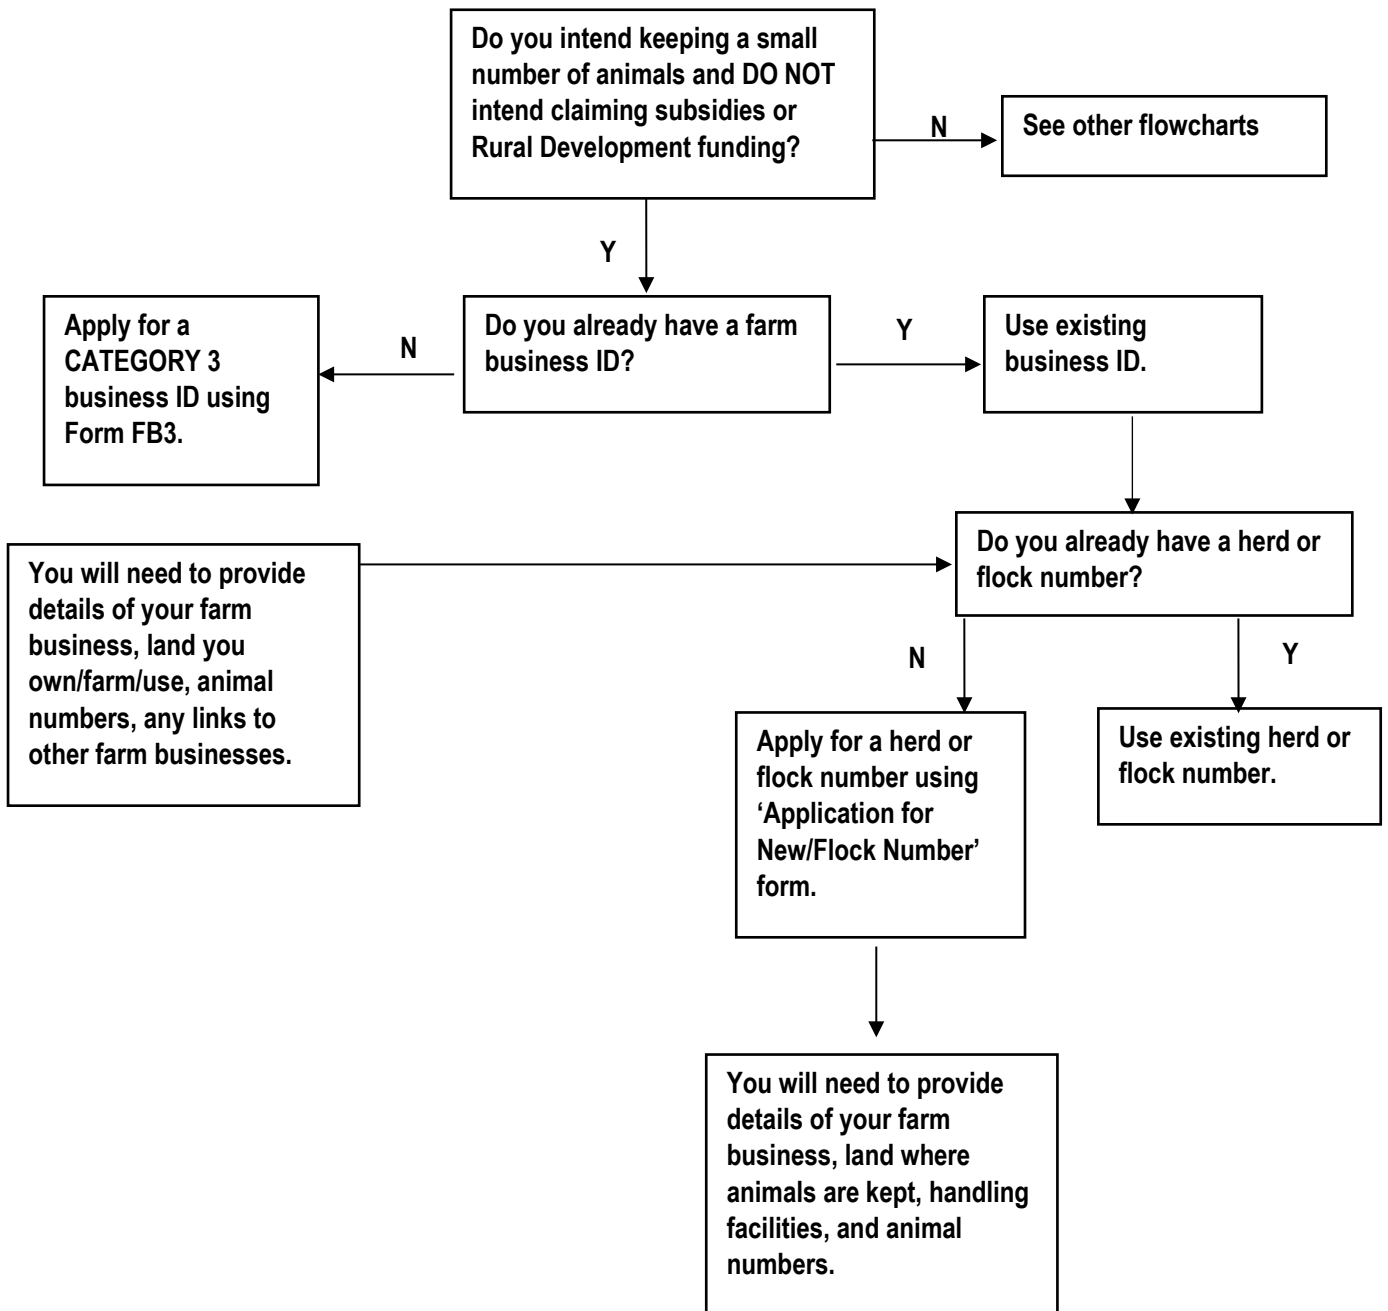 Do you intend keeping a small
number of animals and DO NOT
intend claiming subsidies or
Rural Development funding?
N
See other flowcharts
Y
Apply for a
CATEGORY 3
business ID using
Form FB3.
N
Do you already have a farm
business ID?
Y
Use existing
business ID.
You will need to provide
details of your farm
business, land you
own/farm/use, animal
numbers, any links to
other farm businesses.
Do you already have a herd or
flock number?
N
Y
Apply for a herd or
flock number using
‘Application for
New/Flock Number’
form.
Use existing herd or
flock number.
You will need to provide
details of your farm
business, land where
animals are kept, handling
facilities, and animal
numbers.